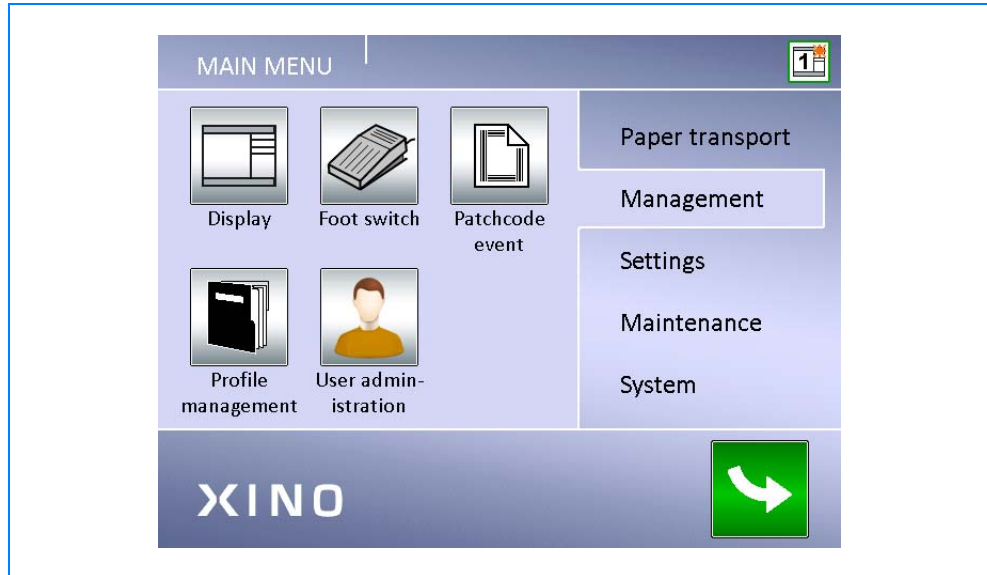 MAIN MENU
1
Display
Foot switch
Patchcode
event
Profile
management
User admin-
istration
Paper transport
Management
Settings
Maintenance
System
XINO